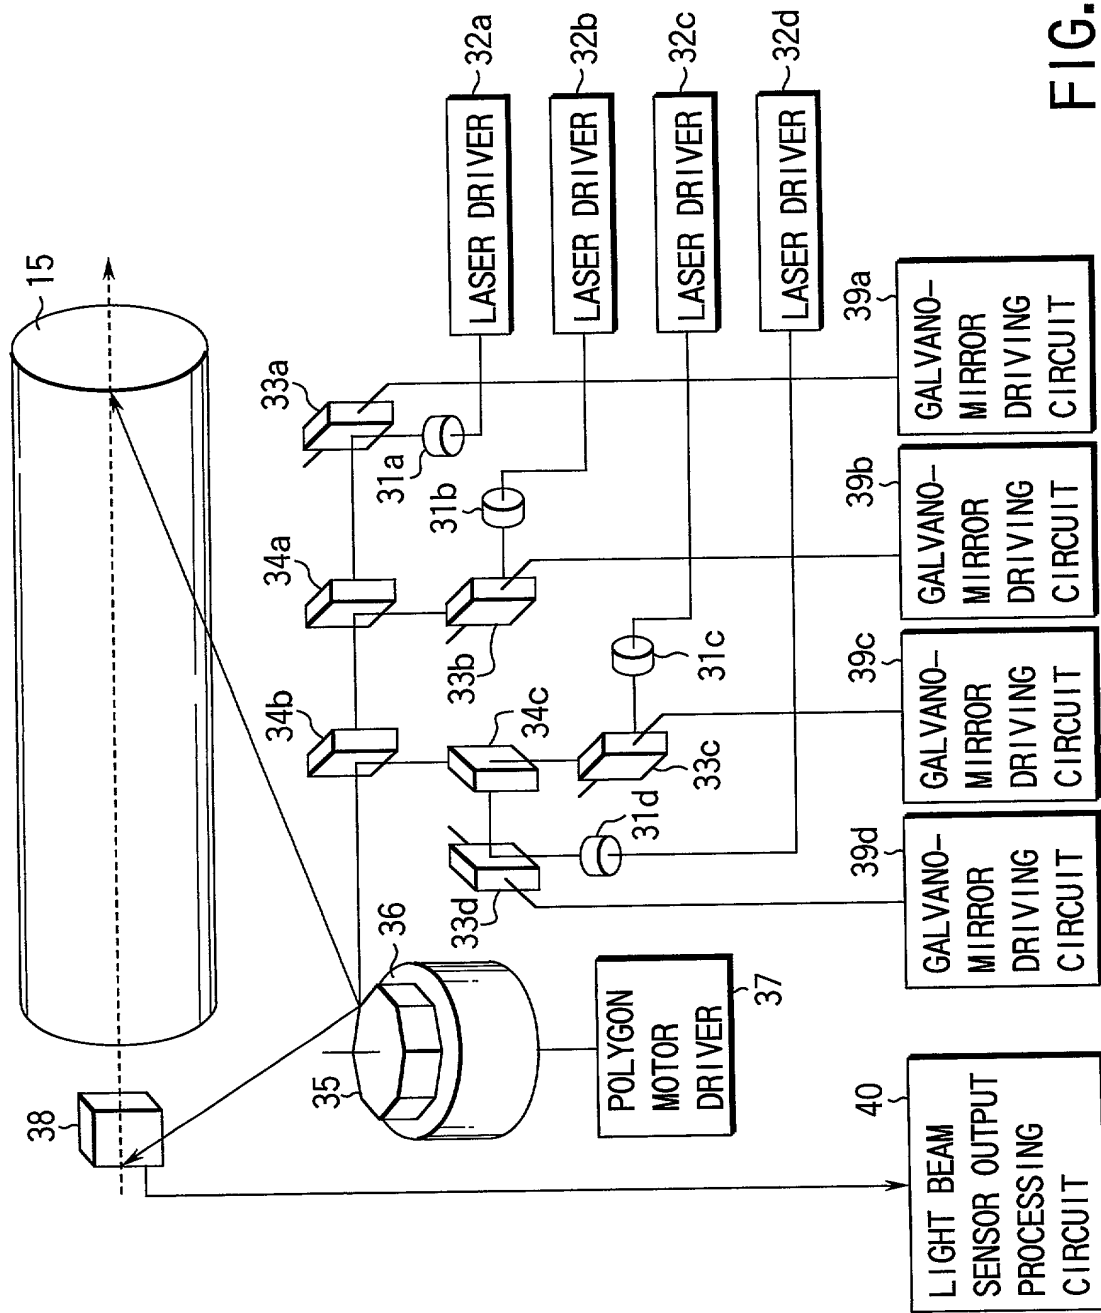 15
38
33a
34a
34b
31a
31b
33b
34c
31c
33c
31d
33d
35
36
37
POLYGON
MOTOR
DRIVER
LASER DRIVER
32a
LASER DRIVER
32b
LASER DRIVER
32c
LASER DRIVER
32d
40
LIGHT BEAM
SENSOR OUTPUT
PROCESSING
CIRCUIT
39d
GALVANO-
MIRROR
DRIVING
CIRCUIT
39c
GALVANO-
MIRROR
DRIVING
CIRCUIT
39b
GALVANO-
MIRROR
DRIVING
CIRCUIT
39a
GALVANO-
MIRROR
DRIVING
CIRCUIT
FIG.